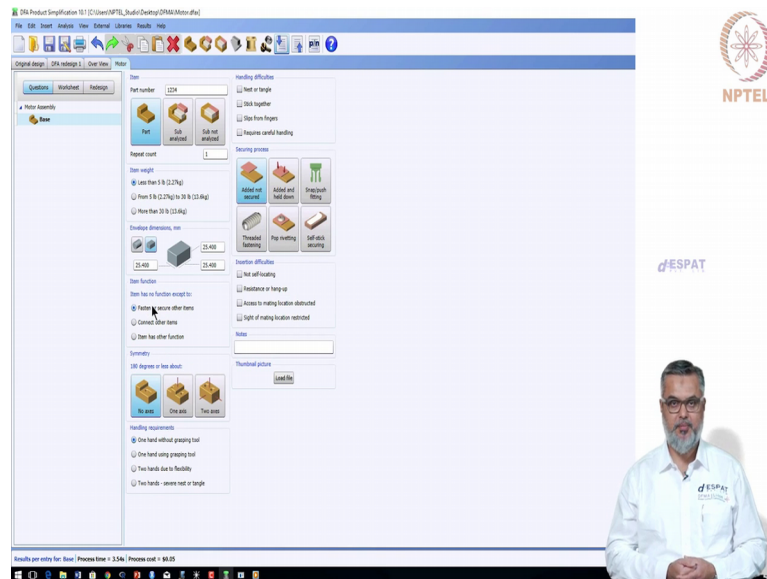 DFA Product Simplification 10.1 [C:\Users\NPTEL_Studio\Desktop\DFMA\Motor.dfas]
File Edit Insert Analysis View External Libraries Results Help
Original design DFA redesign 1 Over View Motor
Questions Worksheet Redesign
Motor Assembly
Base
Item
Part number 1234
Part
Sub analyzed
Sub not analyzed
Repeat count 1
Item weight
Less than 5 lb (2.27kg)
From 5 lb (2.27kg) to 30 lb (13.6kg)
More than 30 lb (13.6kg)
Envelope dimensions, mm
25.400
25.400 25.400
Item function
Item has no function except to:
Fasten or secure other items
Connect other items
Item has other function
Symmetry
180 degrees or less about:
No axes One axis Two axes
Handling requirements
One hand without grasping tool
One hand using grasping tool
Two hands due to flexibility
Two hands - severe nest or tangle
Handling difficulties
Nest or tangle
Stick together
Slips from fingers
Requires careful handling
Securing process
Added not secured
Added and held down
Snap/push fitting
Threaded fastening
Pop rivetting
Self-stick securing
Insertion difficulties
Not self-locating
Resistance or hang-up
Access to mating location obstructed
Sight of mating location restricted
Notes
Thumbnail picture
Load file
Results per entry for: Base Process time = 3.54s Process cost = $0.05
NPTEL
d-ESPAT
d-ESPAT